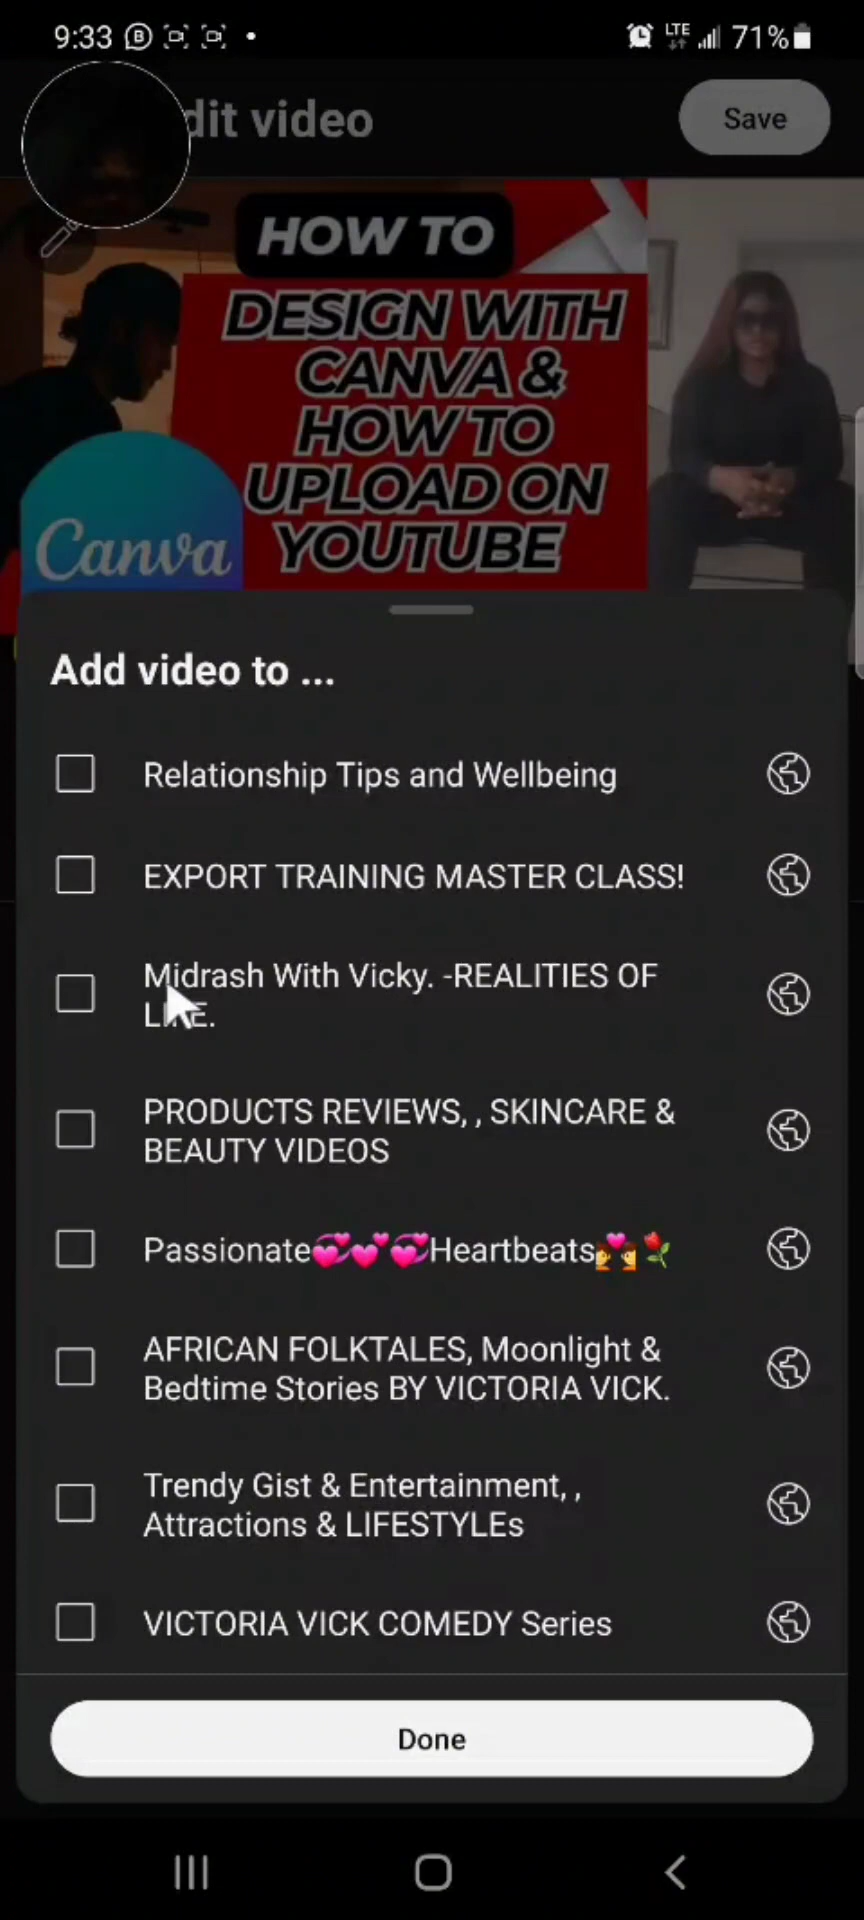 9:33
LTE
71%
dit video
Save
HOW TO
DESIGN WITH
CANVA &
HOW TO
UPLOAD ON
YOUTUBE
Canva
Add video to ...
Relationship Tips and Wellbeing
EXPORT TRAINING MASTER CLASS!
Midrash With Vicky. -REALITIES OF
LIFE.
PRODUCTS REVIEWS, , SKINCARE &
BEAUTY VIDEOS
Passionate💞💕💞Heartbeats💑🌹
AFRICAN FOLKTALES, Moonlight &
Bedtime Stories BY VICTORIA VICK.
Trendy Gist & Entertainment, ,
Attractions & LIFESTYLEs
VICTORIA VICK COMEDY Series
Done